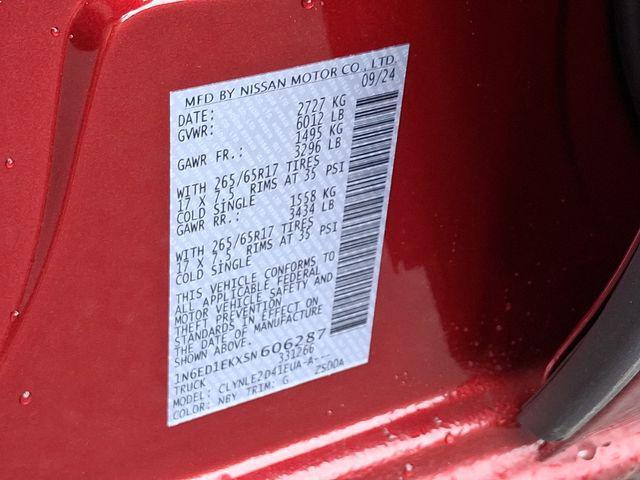 MFD BY NISSAN MOTOR CO., LTD.
DATE: 09/24
GVWR: 2727 KG
6012 LB
GAWR FR.: 1495 KG
3296 LB
WITH 265/65R17 TIRES
17 X 7.5 RIMS AT 35 PSI
COLD SINGLE
GAWR RR.: 1558 KG
3434 LB
WITH 265/65R17 TIRES
17 X 7.5 RIMS AT 35 PSI
COLD SINGLE
THIS VEHICLE CONFORMS TO
ALL APPLICABLE FEDERAL
MOTOR VEHICLE SAFETY AND
THEFT PREVENTION
STANDARDS IN EFFECT ON
THE DATE OF MANUFACTURE
SHOWN ABOVE.
1N6ED1EKXSN606287
TRUCK 331266
MODEL: CLYNLE2D41EUA-A-
COLOR: NBY TRIM: G